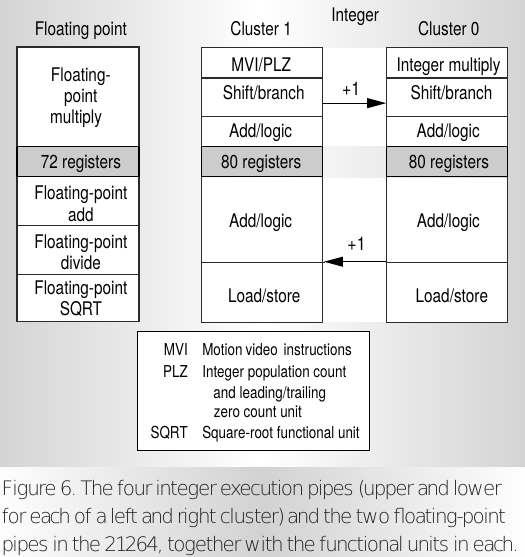 Integer
Floating point
Cluster 1
Cluster 0
Floating-
point
multiply
72 registers
Floating-point
add
Floating-point
divide
Floating-point
SQRT
MVI/PLZ
Shift/branch
Add/logic
80 registers
Add/logic
Load/store
+1
+1
Integer multiply
Shift/branch
Add/logic
80 registers
Add/logic
Load/store
MVI Motion video instructions
PLZ Integer population count
and leading/trailing
zero count unit
SQRT Square-root functional unit
Figure 6. The four integer execution pipes (upper and lower
for each of a left and right cluster) and the two floating-point
pipes in the 21264, together with the functional units in each.